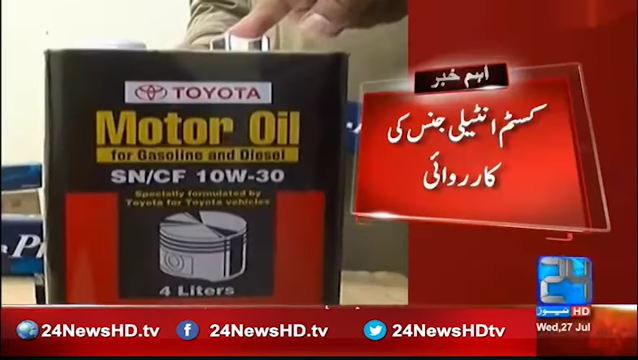 TOYOTA
Motor Oil
for Gasoline and Diesel
SN/CF 10W-30
Specially formulated by
Toyota for Toyota vehicles
4 Liters
اہم خبر
کسٹم انٹیلی جنس کی
کارروائی
24
نیوز HD
Wed,27 Jul
24NewsHD.tv
24NewsHD.tv
24NewsHDtv